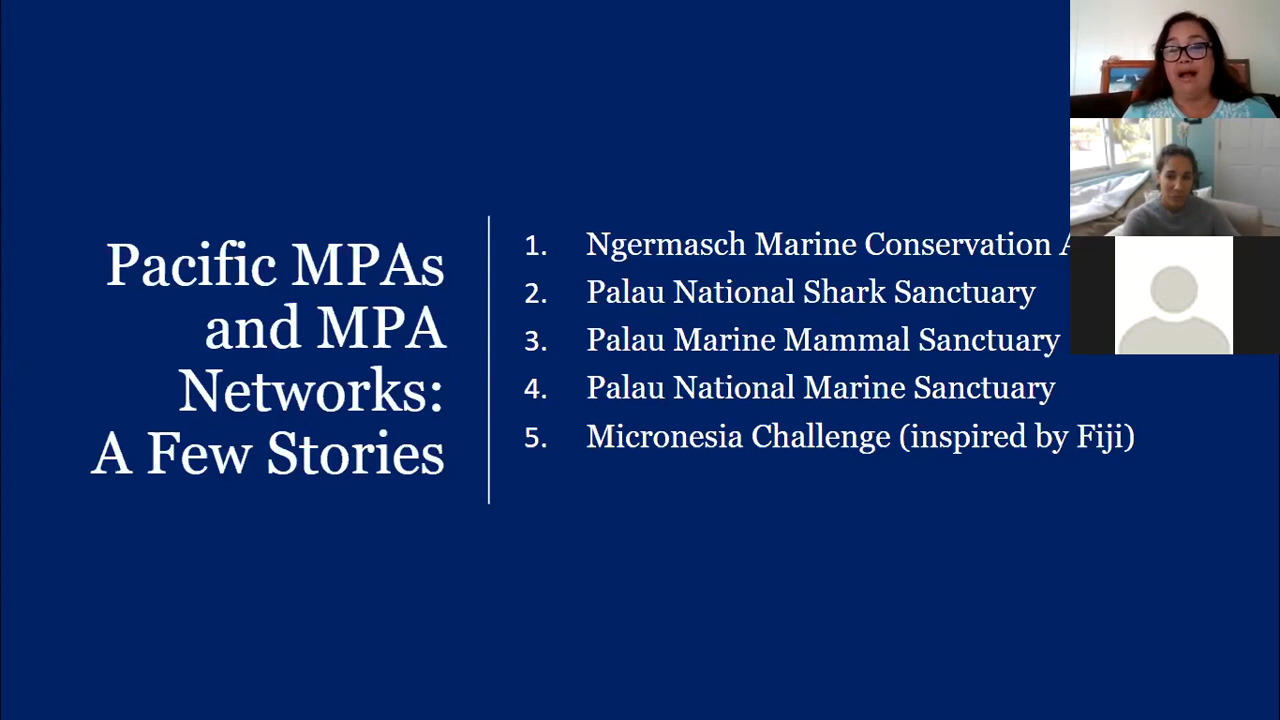 Pacific MPAs
and MPA
Networks:
A Few Stories
1. Ngermasch Marine Conservation
2. Palau National Shark Sanctuary
3. Palau Marine Mammal Sanctuary
4. Palau National Marine Sanctuary
5. Micronesia Challenge (inspired by Fiji)